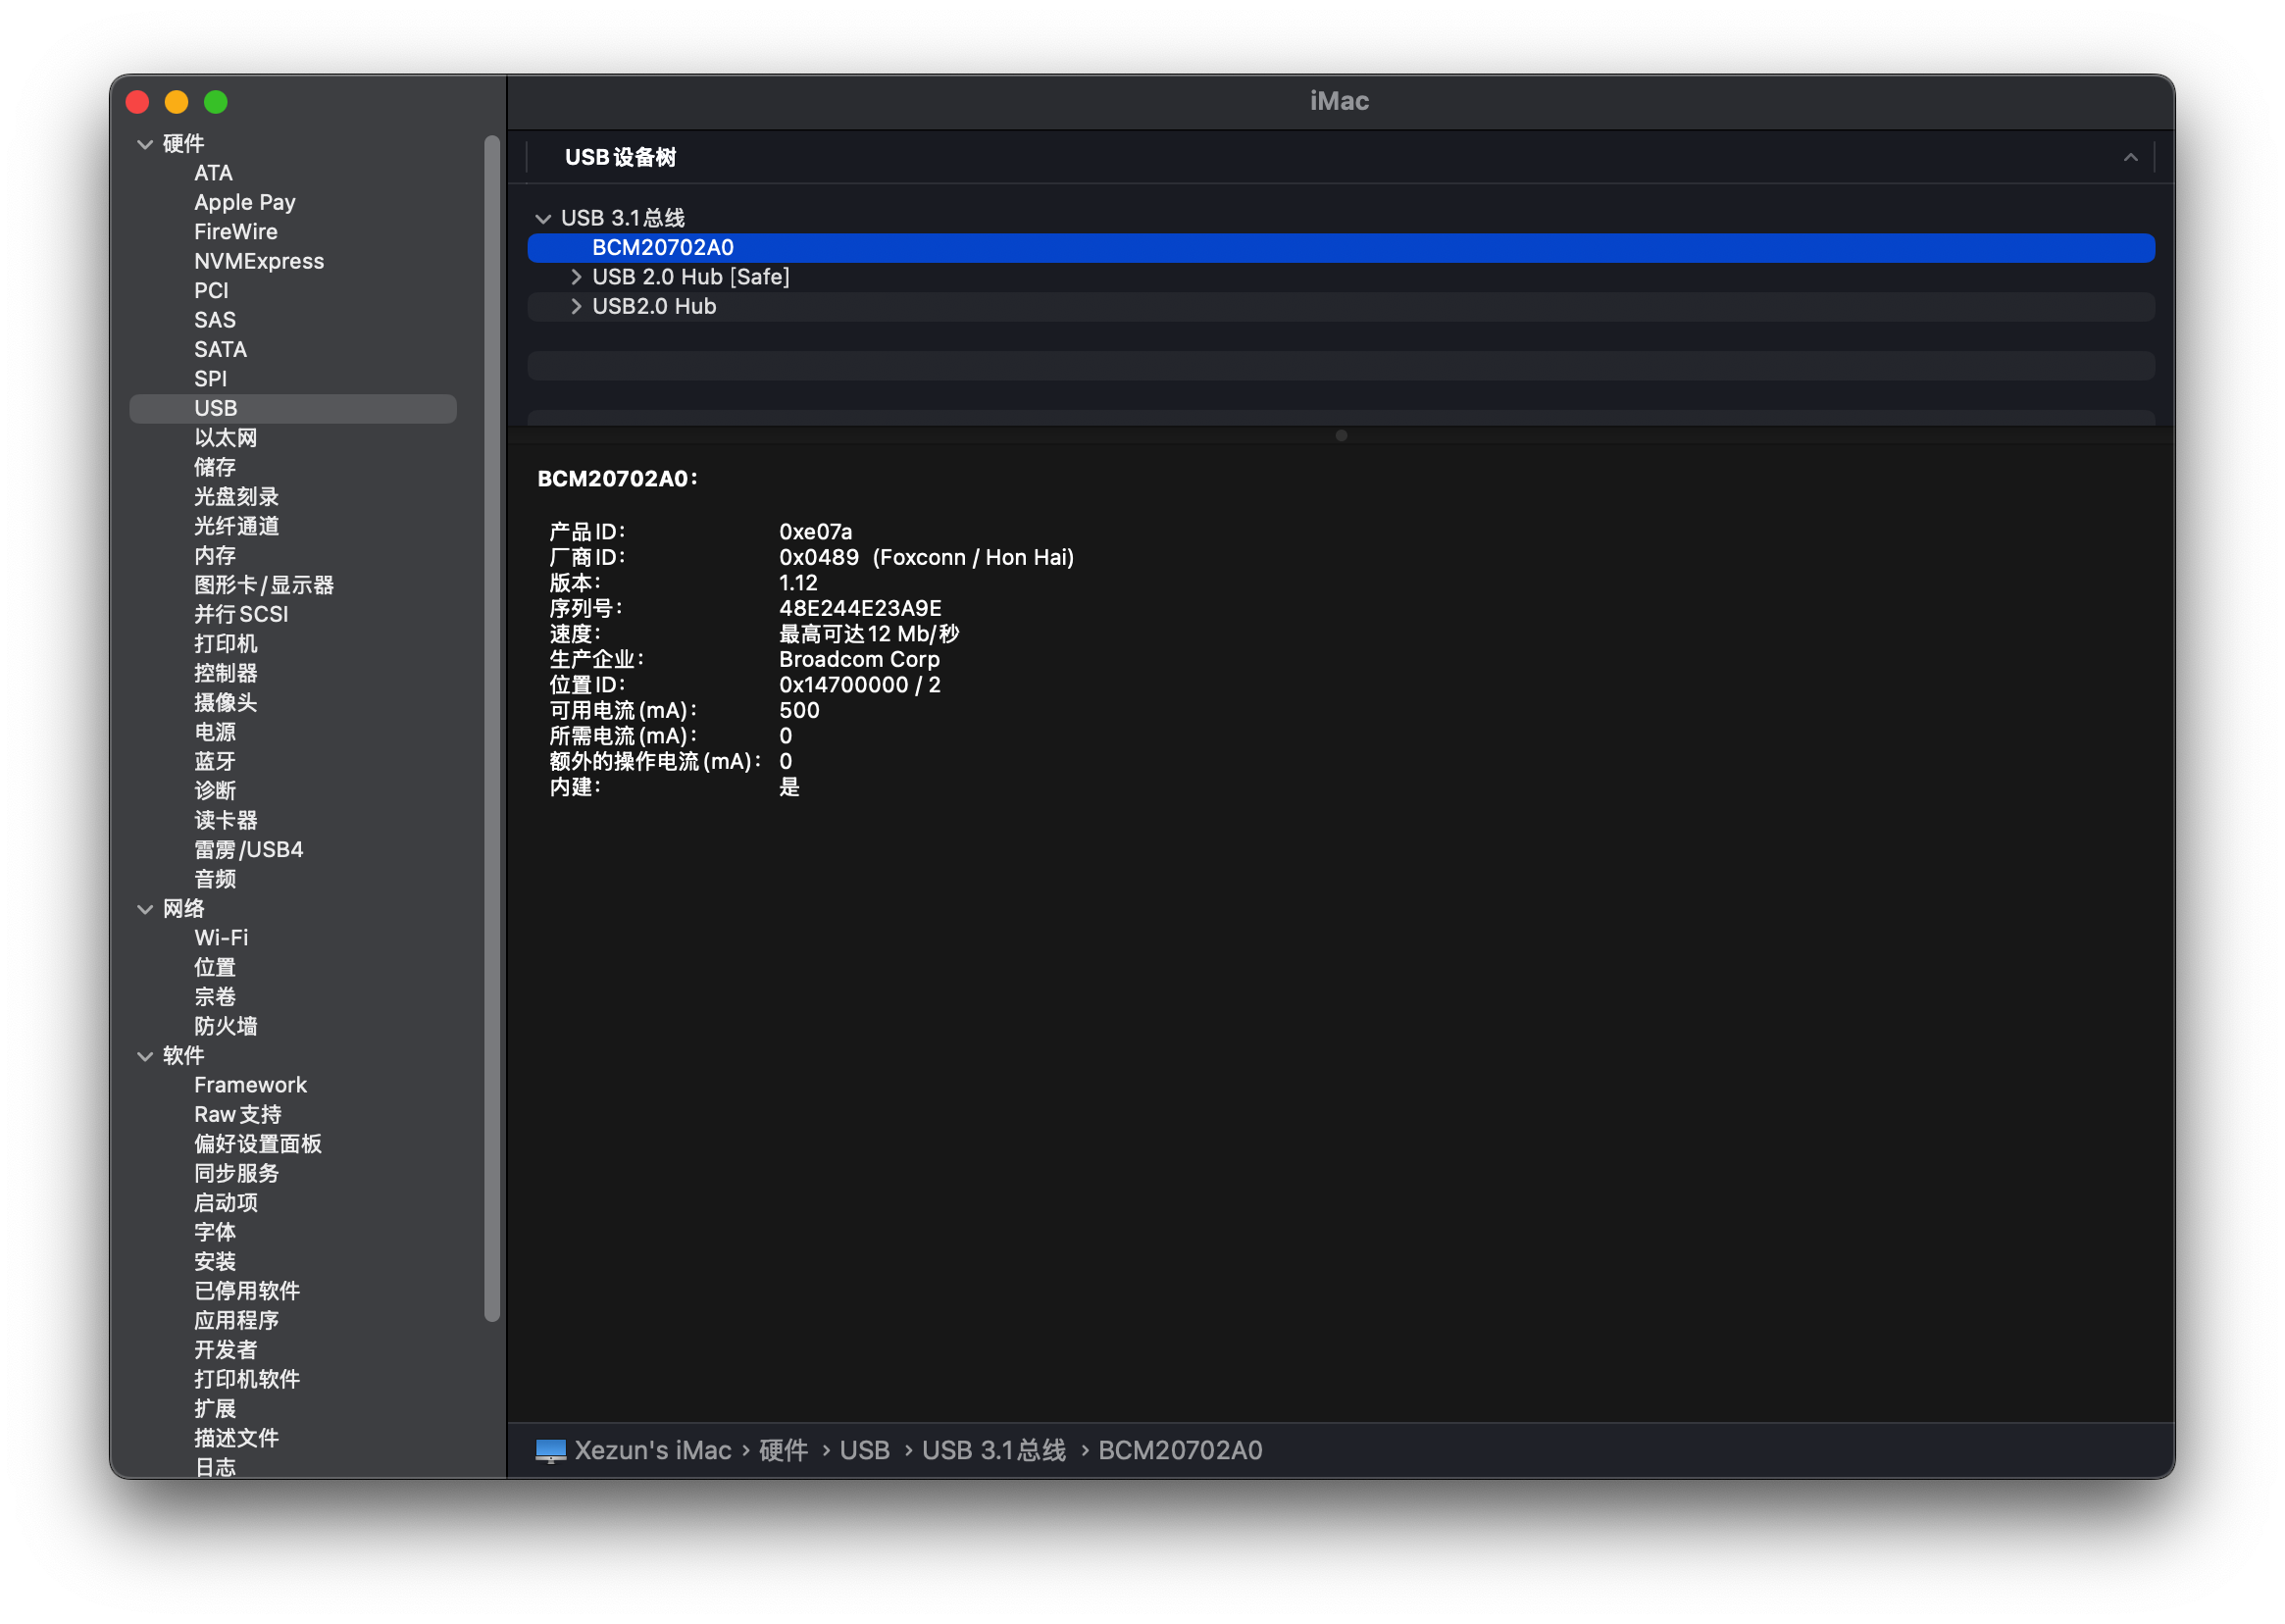 iMac
硬件
ATA
Apple Pay
FireWire
NVMExpress
PCI
SAS
SATA
SPI
USB
以太网
储存
光盘刻录
光纤通道
内存
图形卡/显示器
并行SCSI
打印机
控制器
摄像头
电源
蓝牙
诊断
读卡器
雷雳/USB4
音频
网络
Wi-Fi
位置
宗卷
防火墙
软件
Framework
Raw支持
偏好设置面板
同步服务
启动项
字体
安装
已停用软件
应用程序
开发者
打印机软件
扩展
描述文件
日志
USB设备树
USB 3.1总线
BCM20702A0
USB 2.0 Hub [Safe]
USB2.0 Hub
BCM20702A0：
产品ID： 0xe07a
厂商ID： 0x0489 (Foxconn / Hon Hai)
版本： 1.12
序列号： 48E244E23A9E
速度： 最高可达12 Mb/秒
生产企业： Broadcom Corp
位置ID： 0x14700000 / 2
可用电流(mA)： 500
所需电流(mA)： 0
额外的操作电流(mA)： 0
内建： 是
Xezun's iMac › 硬件 › USB › USB 3.1总线 › BCM20702A0